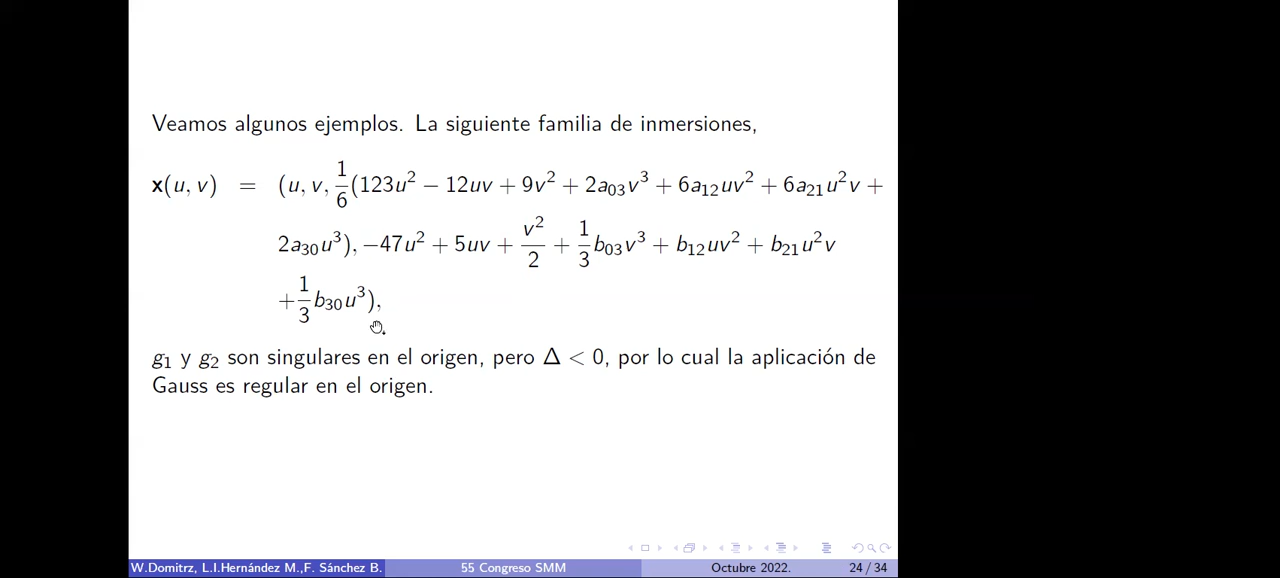 Veamos algunos ejemplos. La siguiente familia de inmersiones,
x(u, v) = (u, v, 1/6(123u² − 12uv + 9v² + 2a₀₃v³ + 6a₁₂uv² + 6a₂₁u²v +
2a₃₀u³), −47u² + 5uv + v²/2 + 1/3 b₀₃v³ + b₁₂uv² + b₂₁u²v
+1/3 b₃₀u³),
g₁ y g₂ son singulares en el origen, pero Δ < 0, por lo cual la aplicación de
Gauss es regular en el origen.
W.Domitrz, L.I.Hernández M.,F. Sánchez B. 55 Congreso SMM Octubre 2022. 24 / 34